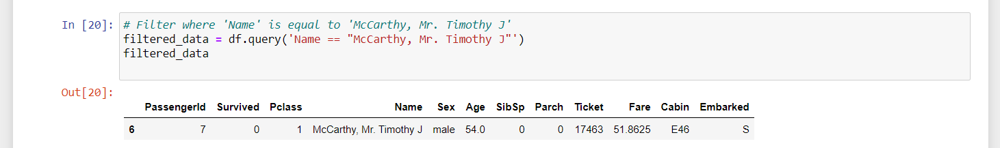 In [20]: # Filter where 'Name' is equal to 'McCarthy, Mr. Timothy J'
filtered_data = df.query('Name == "McCarthy, Mr. Timothy J"')
filtered_data
Out[20]:
PassengerId Survived Pclass Name Sex Age SibSp Parch Ticket Fare Cabin Embarked
6 7 0 1 McCarthy, Mr. Timothy J male 54.0 0 0 17463 51.8625 E46 S